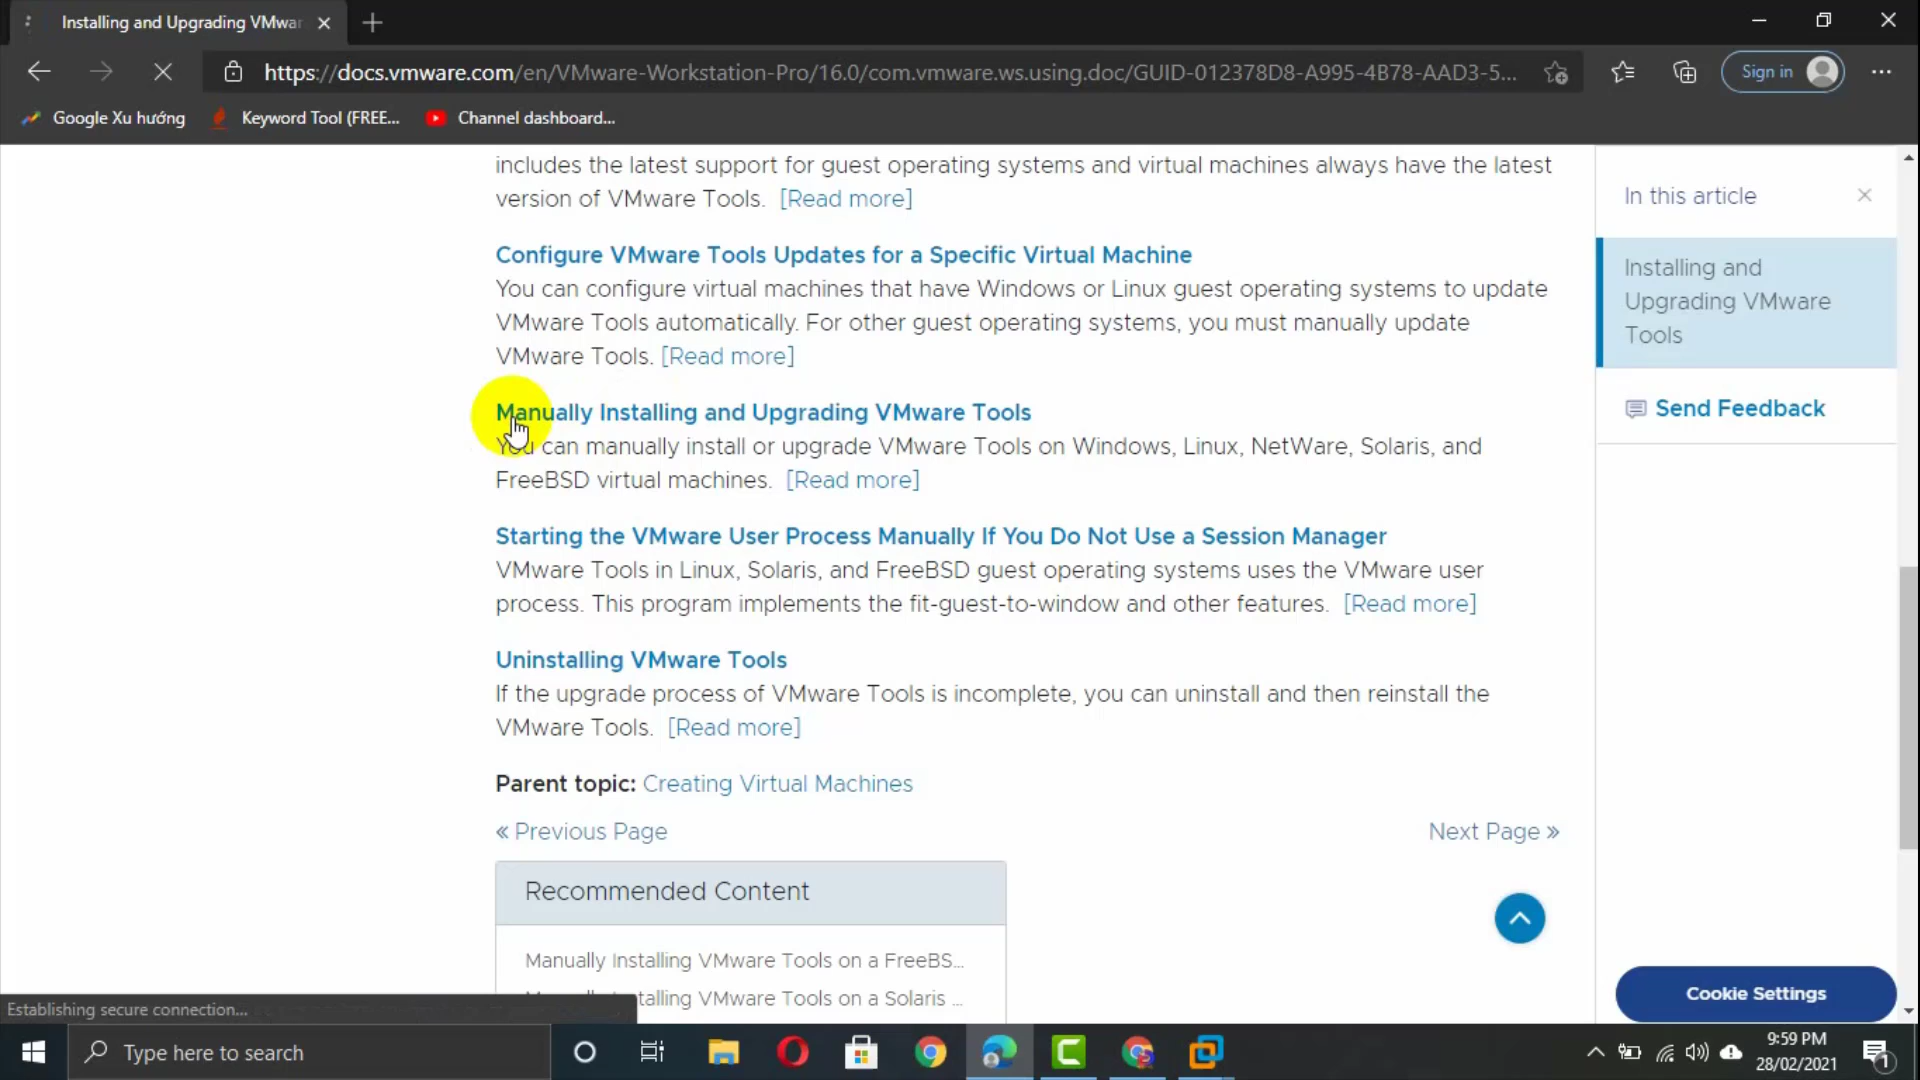 Installing and Upgrading VMwar
https://docs.vmware.com/en/VMware-Workstation-Pro/16.0/com.vmware.ws.using.doc/GUID-012378D8-A995-4B78-AAD3-5...
Sign in
Google Xu hướng
Keyword Tool (FREE...
Channel dashboard...
includes the latest support for guest operating systems and virtual machines always have the latest
version of VMware Tools. [Read more]
Configure VMware Tools Updates for a Specific Virtual Machine
You can configure virtual machines that have Windows or Linux guest operating systems to update
VMware Tools automatically. For other guest operating systems, you must manually update
VMware Tools. [Read more]
Manually Installing and Upgrading VMware Tools
You can manually install or upgrade VMware Tools on Windows, Linux, NetWare, Solaris, and
FreeBSD virtual machines. [Read more]
Starting the VMware User Process Manually If You Do Not Use a Session Manager
VMware Tools in Linux, Solaris, and FreeBSD guest operating systems uses the VMware user
process. This program implements the fit-guest-to-window and other features. [Read more]
Uninstalling VMware Tools
If the upgrade process of VMware Tools is incomplete, you can uninstall and then reinstall the
VMware Tools. [Read more]
Parent topic: Creating Virtual Machines
« Previous Page
Next Page »
Recommended Content
Manually Installing VMware Tools on a FreeBS...
talling VMware Tools on a Solaris ...
In this article
Installing and
Upgrading VMware
Tools
Send Feedback
Cookie Settings
Establishing secure connection...
Type here to search
9:59 PM
28/02/2021
1